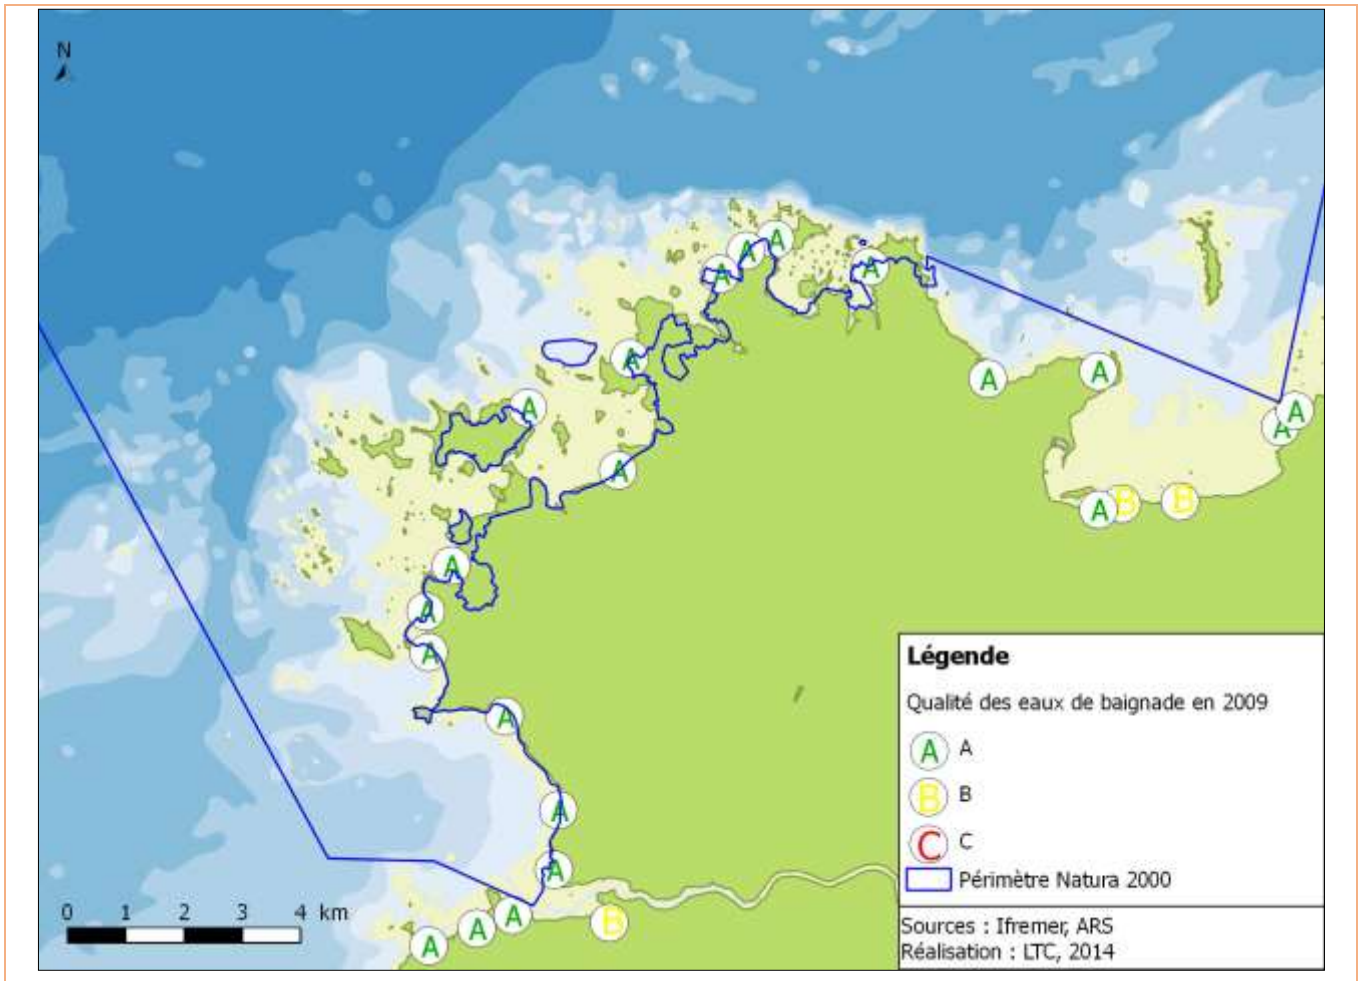 N
A A A A
A A A
A A
A A
A B B
A
A
A
A
A
A
A A A B
0 1 2 3 4 km
Légende
Qualité des eaux de baignade en 2009
A A
B B
C C
Périmètre Natura 2000
Sources : Ifremer, ARS
Réalisation : LTC, 2014